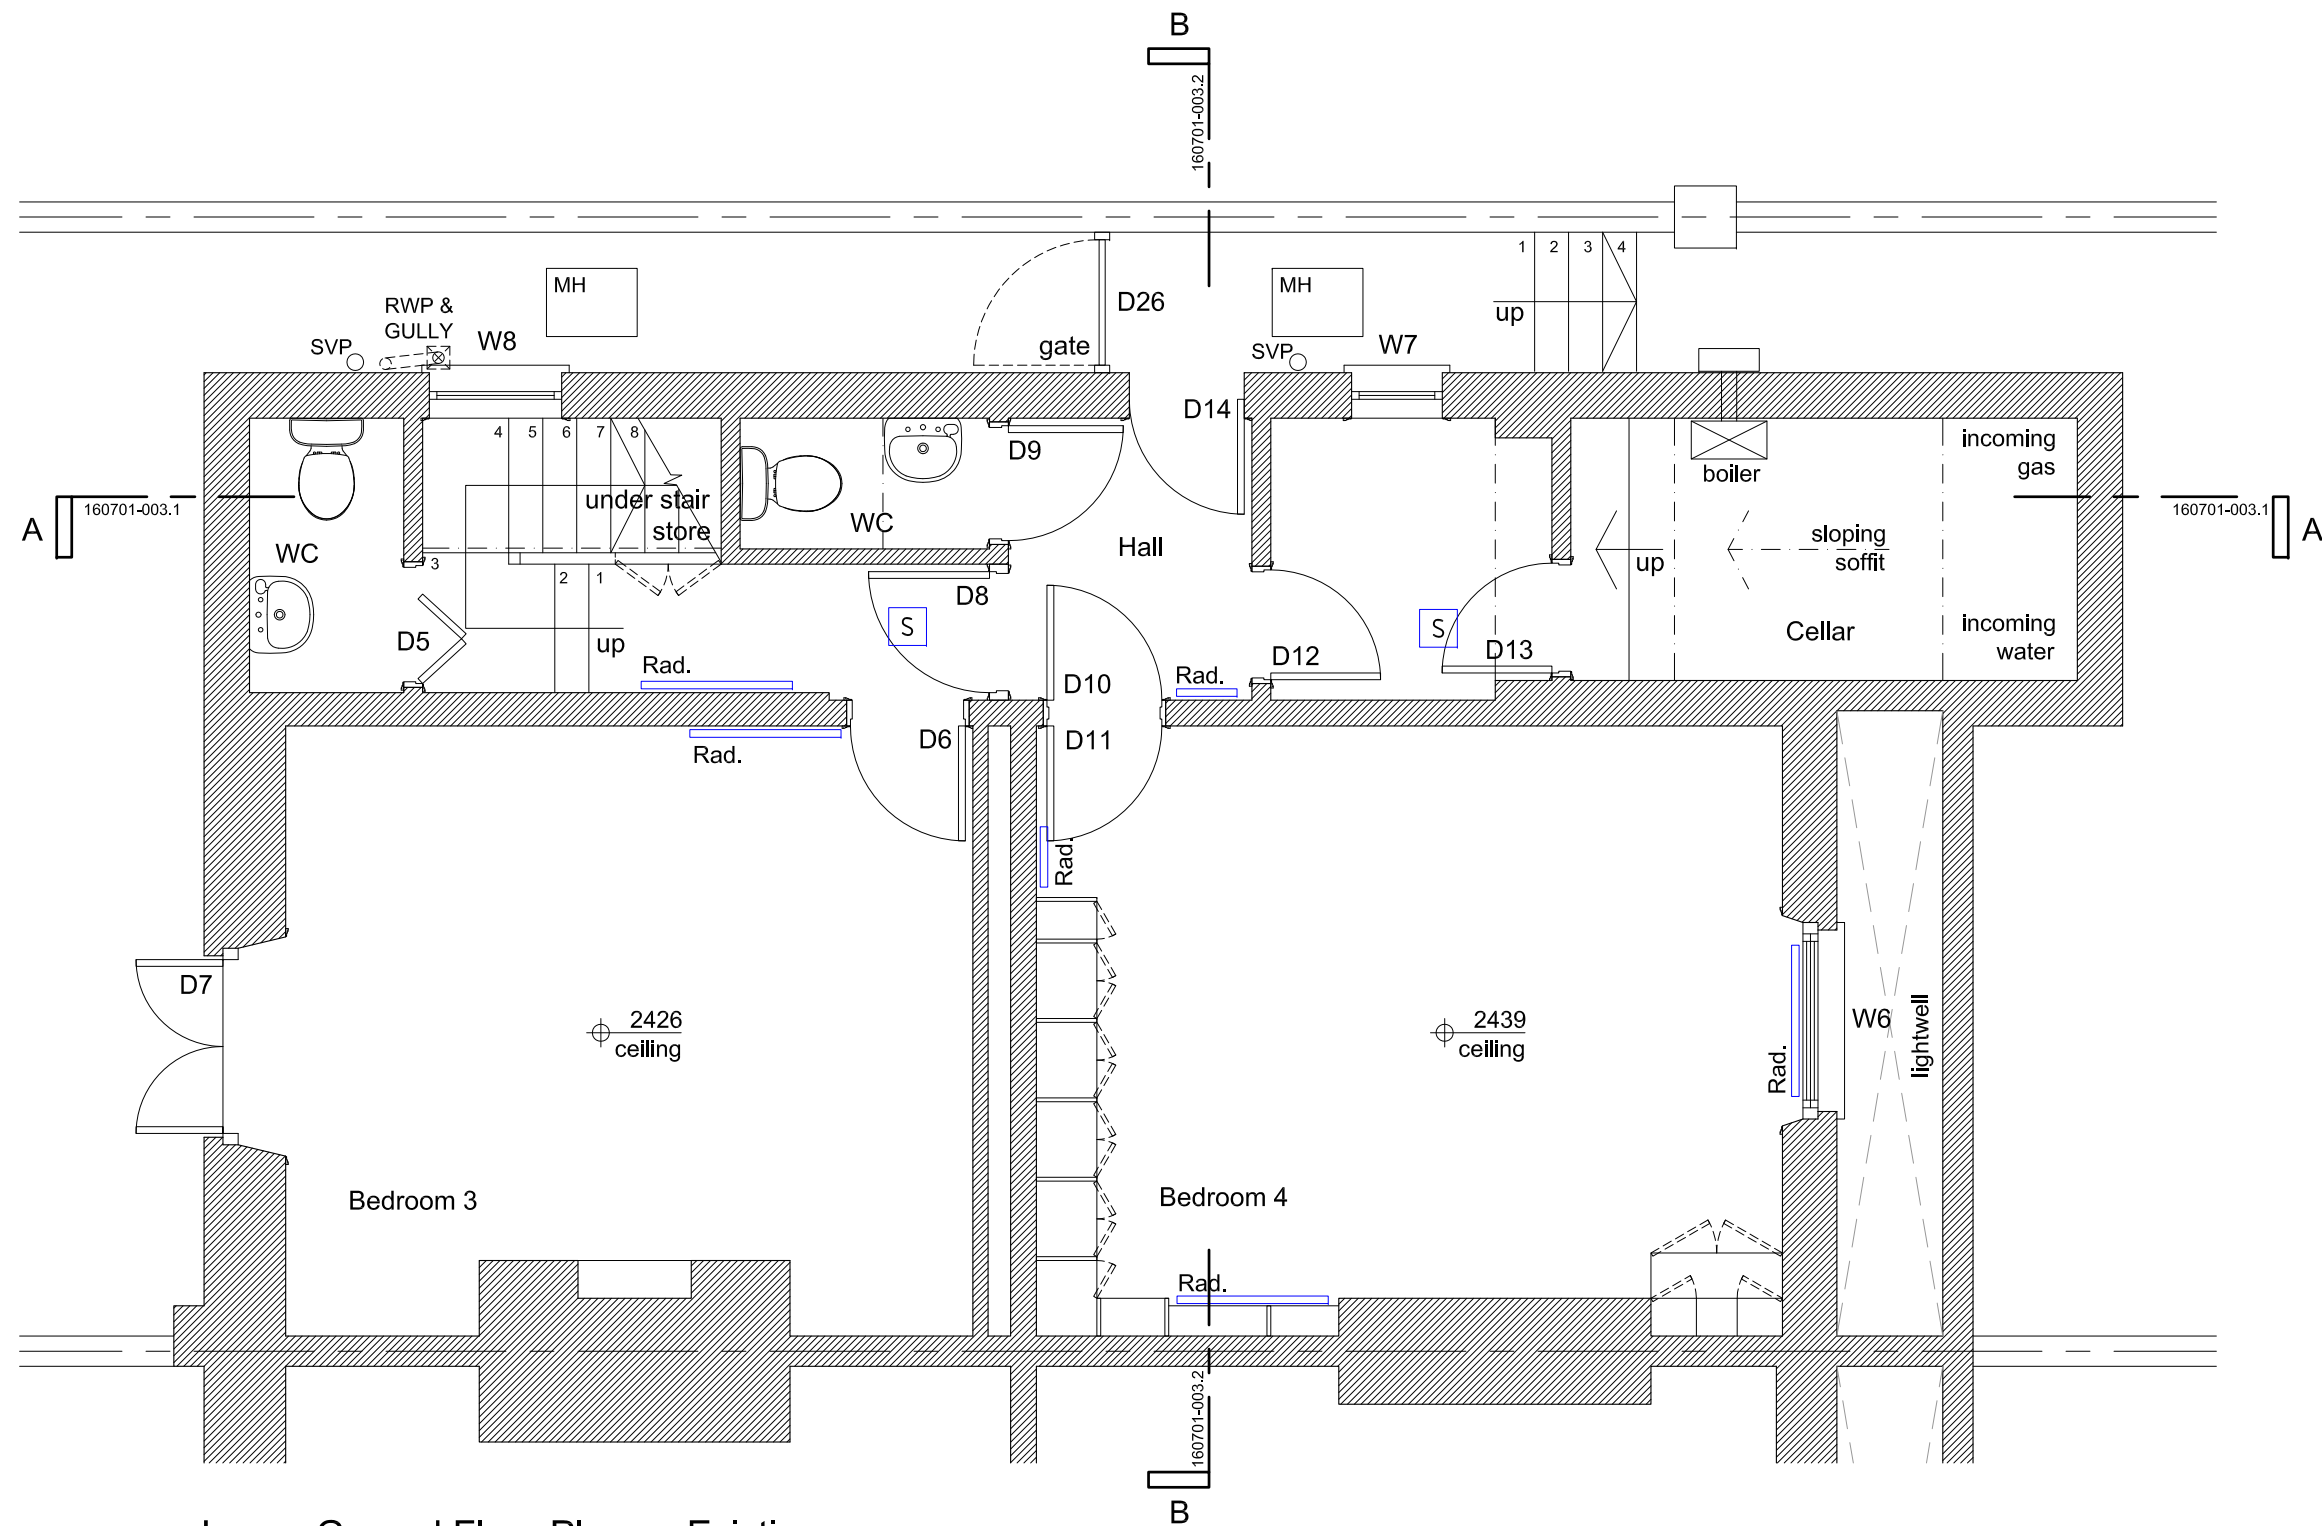 B
160701-003.2
1 2 3 4
MH
MH
D26
RWP &
GULLY
up
SVP
W8
gate
SVP
W7
D14
4 5 6 7 8
D9
incoming
gas
boiler
under stair
store
WC
A
160701-003.1
160701-003.1
A
WC
Hall
sloping
soffit
3
2 1
up
D8
S
S
Cellar
incoming
water
D5
up
D12
D13
Rad.
Rad.
D10
D6
D11
Rad.
Rad.
D7
2426
ceiling
2439
ceiling
W6
lightwell
Rad.
Bedroom 3
Bedroom 4
Rad.
160701-003.2
B